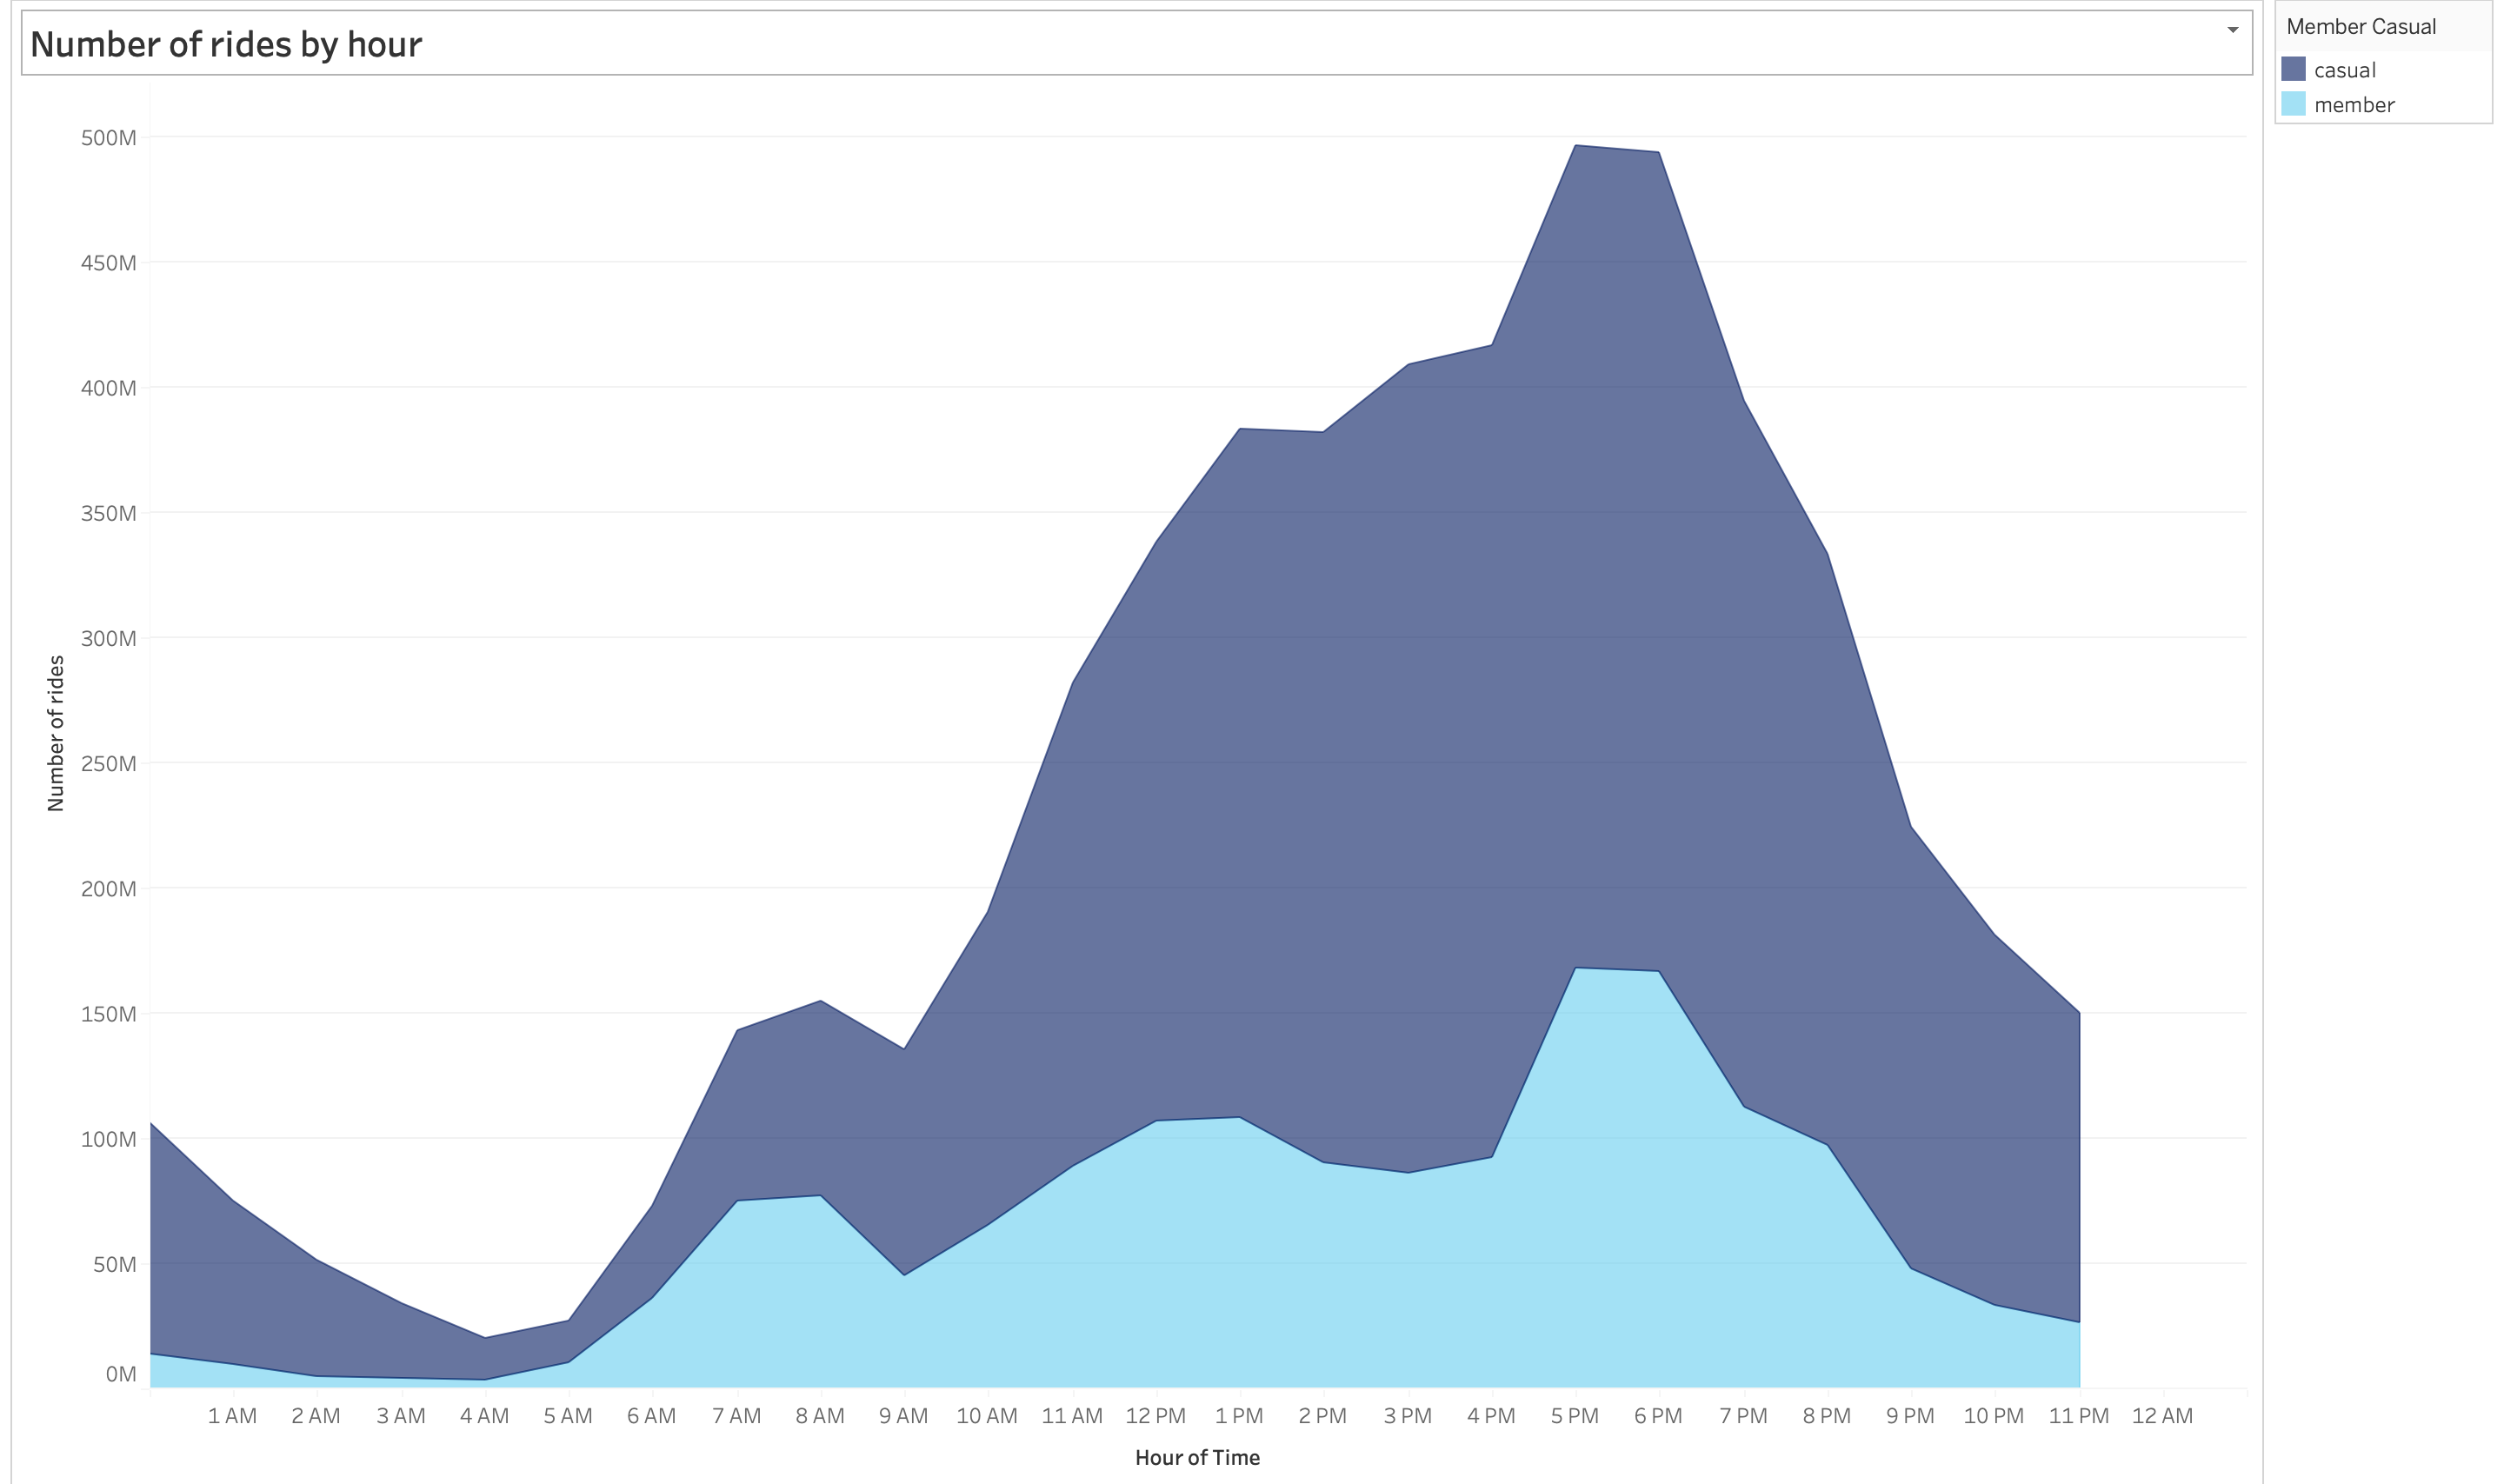 Number of rides by hour
Member Casual
casual
member
500M
450M
400M
350M
300M
250M
200M
150M
100M
50M
0M
Number of rides
1 AM 2 AM 3 AM 4 AM 5 AM 6 AM 7 AM 8 AM 9 AM 10 AM 11 AM 12 PM 1 PM 2 PM 3 PM 4 PM 5 PM 6 PM 7 PM 8 PM 9 PM 10 PM 11 PM 12 AM
Hour of Time